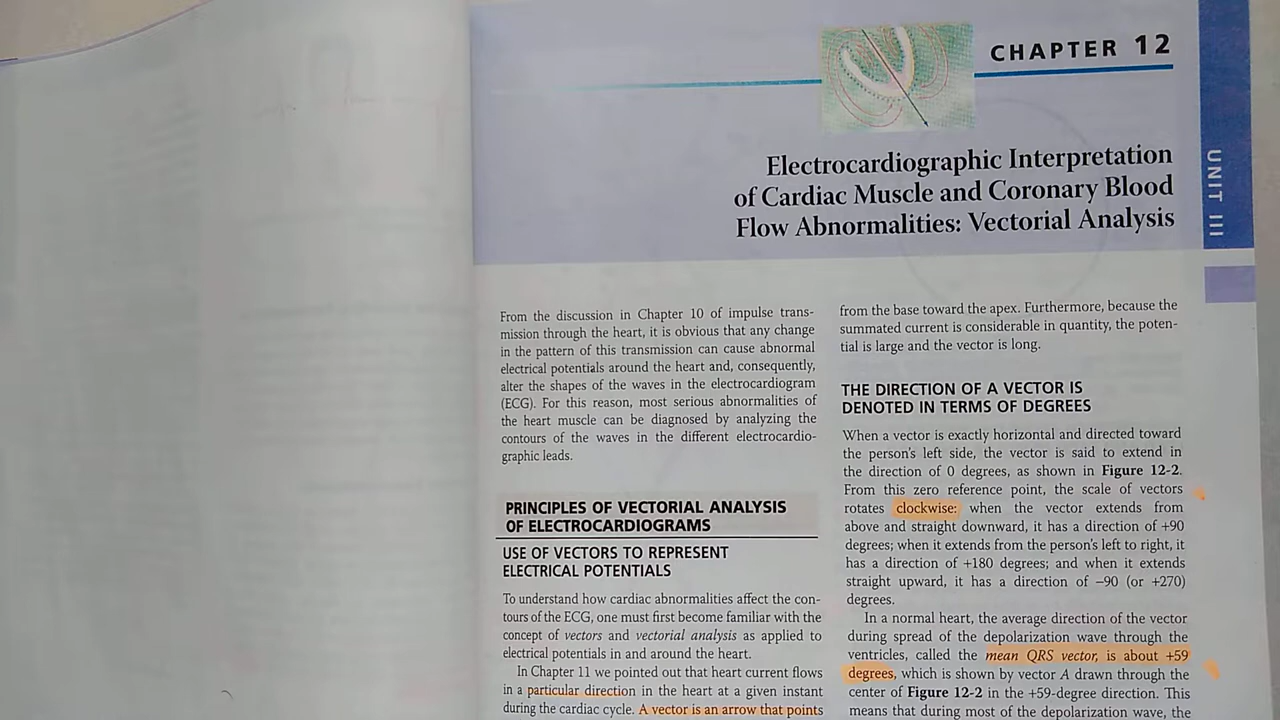 CHAPTER 12
Electrocardiographic Interpretation
of Cardiac Muscle and Coronary Blood
Flow Abnormalities: Vectorial Analysis
UNIT III
From the discussion in Chapter 10 of impulse trans-
mission through the heart, it is obvious that any change
in the pattern of this transmission can cause abnormal
electrical potentials around the heart and, consequently,
alter the shapes of the waves in the electrocardiogram
(ECG). For this reason, most serious abnormalities of
the heart muscle can be diagnosed by analyzing the
contours of the waves in the different electrocardio-
graphic leads.
PRINCIPLES OF VECTORIAL ANALYSIS
OF ELECTROCARDIOGRAMS
USE OF VECTORS TO REPRESENT
ELECTRICAL POTENTIALS
To understand how cardiac abnormalities affect the con-
tours of the ECG, one must first become familiar with the
concept of vectors and vectorial analysis as applied to
electrical potentials in and around the heart.
In Chapter 11 we pointed out that heart current flows
in a particular direction in the heart at a given instant
during the cardiac cycle. A vector is an arrow that points
from the base toward the apex. Furthermore, because the
summated current is considerable in quantity, the poten-
tial is large and the vector is long.
THE DIRECTION OF A VECTOR IS
DENOTED IN TERMS OF DEGREES
When a vector is exactly horizontal and directed toward
the person's left side, the vector is said to extend in
the direction of 0 degrees, as shown in Figure 12-2.
From this zero reference point, the scale of vectors
rotates clockwise: when the vector extends from
above and straight downward, it has a direction of +90
degrees; when it extends from the person's left to right, it
has a direction of +180 degrees; and when it extends
straight upward, it has a direction of –90 (or +270)
degrees.
In a normal heart, the average direction of the vector
during spread of the depolarization wave through the
ventricles, called the mean QRS vector, is about +59
degrees, which is shown by vector A drawn through the
center of Figure 12-2 in the +59-degree direction. This
means that during most of the depolarization wave, the